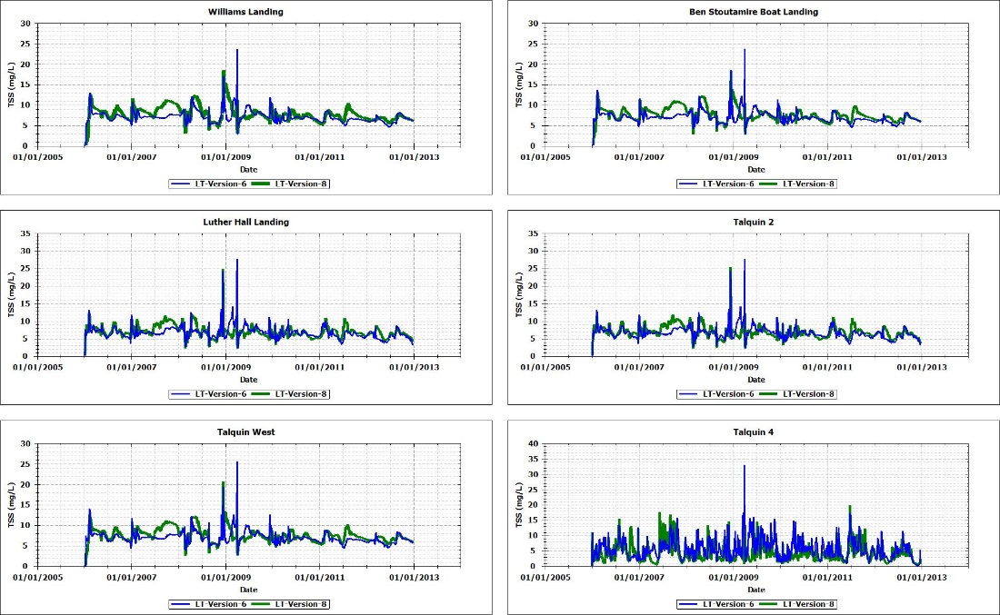 Williams Landing
TSS (mg/L)
30
25
20
15
10
5
0
01/01/2005 01/01/2007 01/01/2009 01/01/2011 01/01/2013
Date
LT-Version-6 LT-Version-8
Ben Stoutamire Boat Landing
TSS (mg/L)
30
25
20
15
10
5
0
01/01/2005 01/01/2007 01/01/2009 01/01/2011 01/01/2013
Date
LT-Version-6 LT-Version-8
Luther Hall Landing
TSS (mg/L)
35
30
25
20
15
10
5
0
01/01/2005 01/01/2007 01/01/2009 01/01/2011 01/01/2013
Date
LT-Version-6 LT-Version-8
Talquin 2
TSS (mg/L)
35
30
25
20
15
10
5
0
01/01/2005 01/01/2007 01/01/2009 01/01/2011 01/01/2013
Date
LT-Version-6 LT-Version-8
Talquin West
TSS (mg/L)
30
25
20
15
10
5
0
01/01/2005 01/01/2007 01/01/2009 01/01/2011 01/01/2013
Date
LT-Version-6 LT-Version-8
Talquin 4
TSS (mg/L)
40
35
30
25
20
15
10
5
0
01/01/2005 01/01/2007 01/01/2009 01/01/2011 01/01/2013
Date
LT-Version-6 LT-Version-8